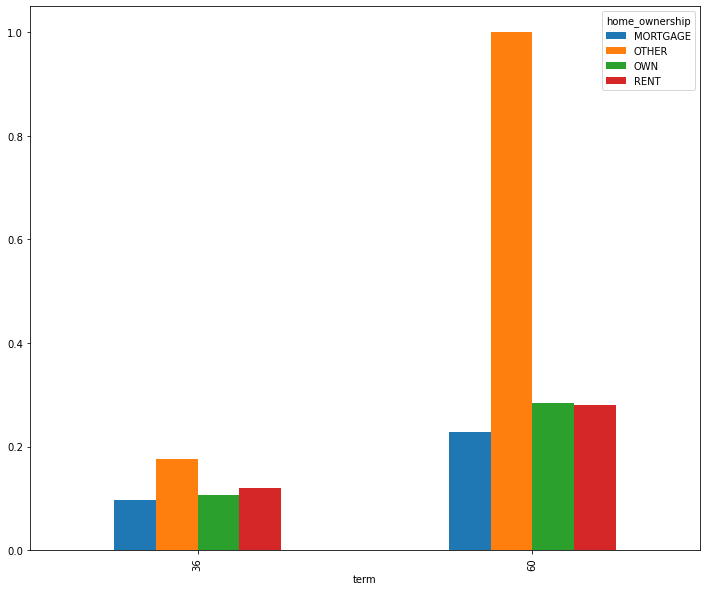 home_ownership
MORTGAGE
OTHER
OWN
RENT
1.0
0.8
0.6
0.4
0.2
0.0
36
60
term